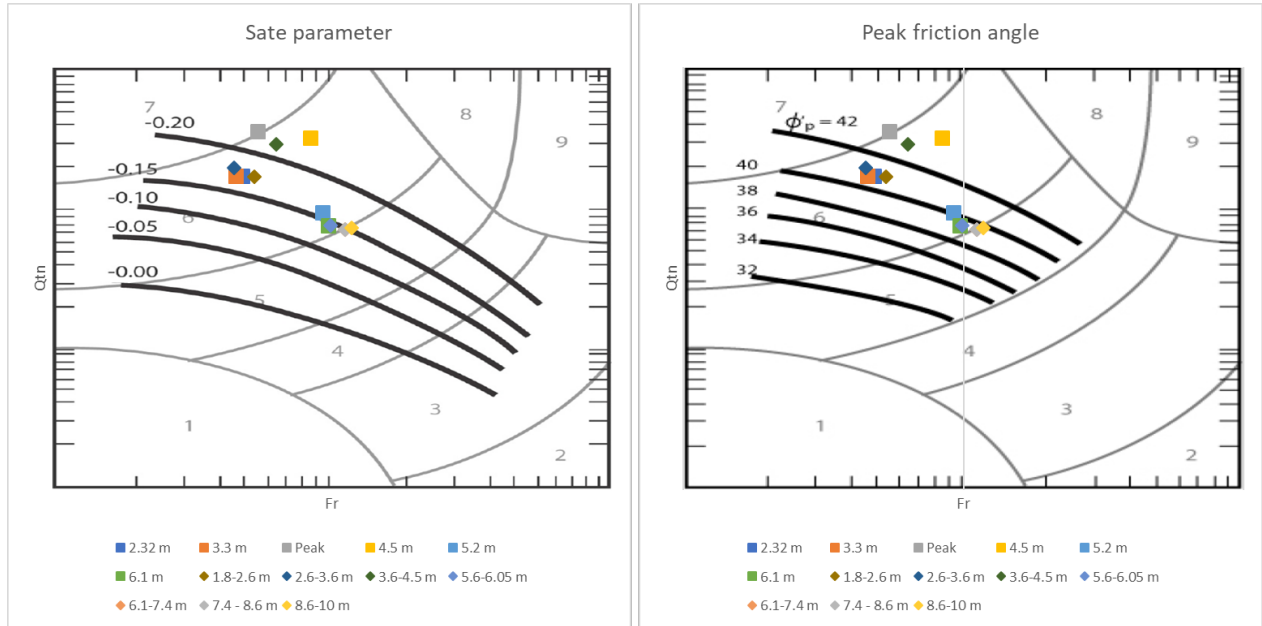 Sate parameter
7
-0.20
8
9
-0.15
-0.10
6
-0.05
-0.00
5
4
3
1
2
Qtn
Fr
2.32 m 3.3 m Peak 4.5 m 5.2 m
6.1 m 1.8-2.6 m 2.6-3.6 m 3.6-4.5 m 5.6-6.05 m
6.1-7.4 m 7.4 - 8.6 m 8.6-10 m
Peak friction angle
7
ϕ'p = 42
8
9
40
38
36
6
34
32
5
4
3
1
2
Qtn
Fr
2.32 m 3.3 m Peak 4.5 m 5.2 m
6.1 m 1.8-2.6 m 2.6-3.6 m 3.6-4.5 m 5.6-6.05 m
6.1-7.4 m 7.4 - 8.6 m 8.6-10 m